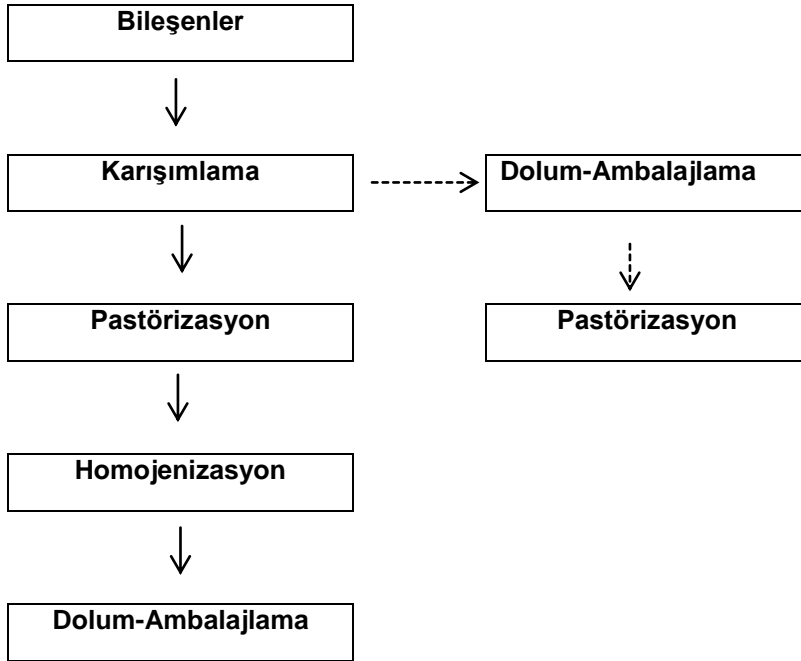 Bileşenler
Karışımlama
Dolum-Ambalajlama
Pastörizasyon
Pastörizasyon
Homojenizasyon
Dolum-Ambalajlama